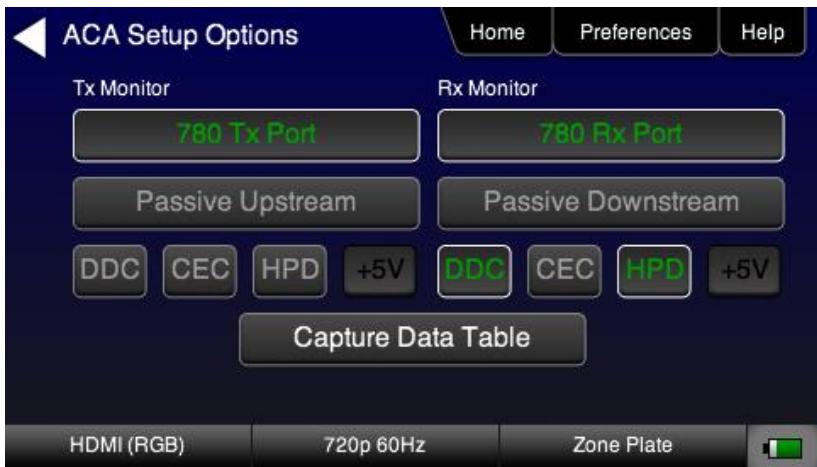 ACA Setup Options Home Preferences Help
Tx Monitor Rx Monitor
780 Tx Port 780 Rx Port
Passive Upstream Passive Downstream
DDC CEC HPD +5V DDC CEC HPD +5V
Capture Data Table
HDMI (RGB) 720p 60Hz Zone Plate